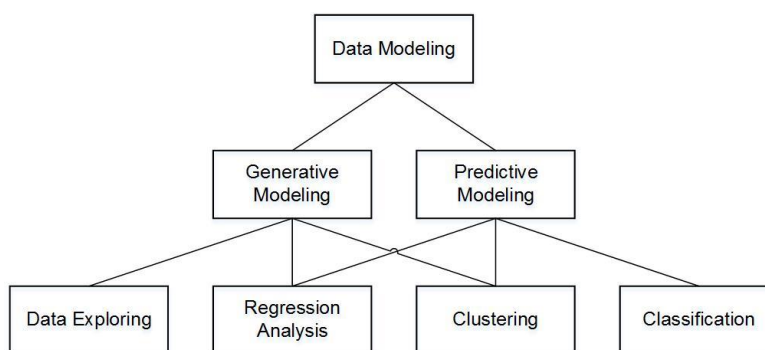 Data Modeling
Generative
Modeling
Predictive
Modeling
Data Exploring
Regression
Analysis
Clustering
Classification